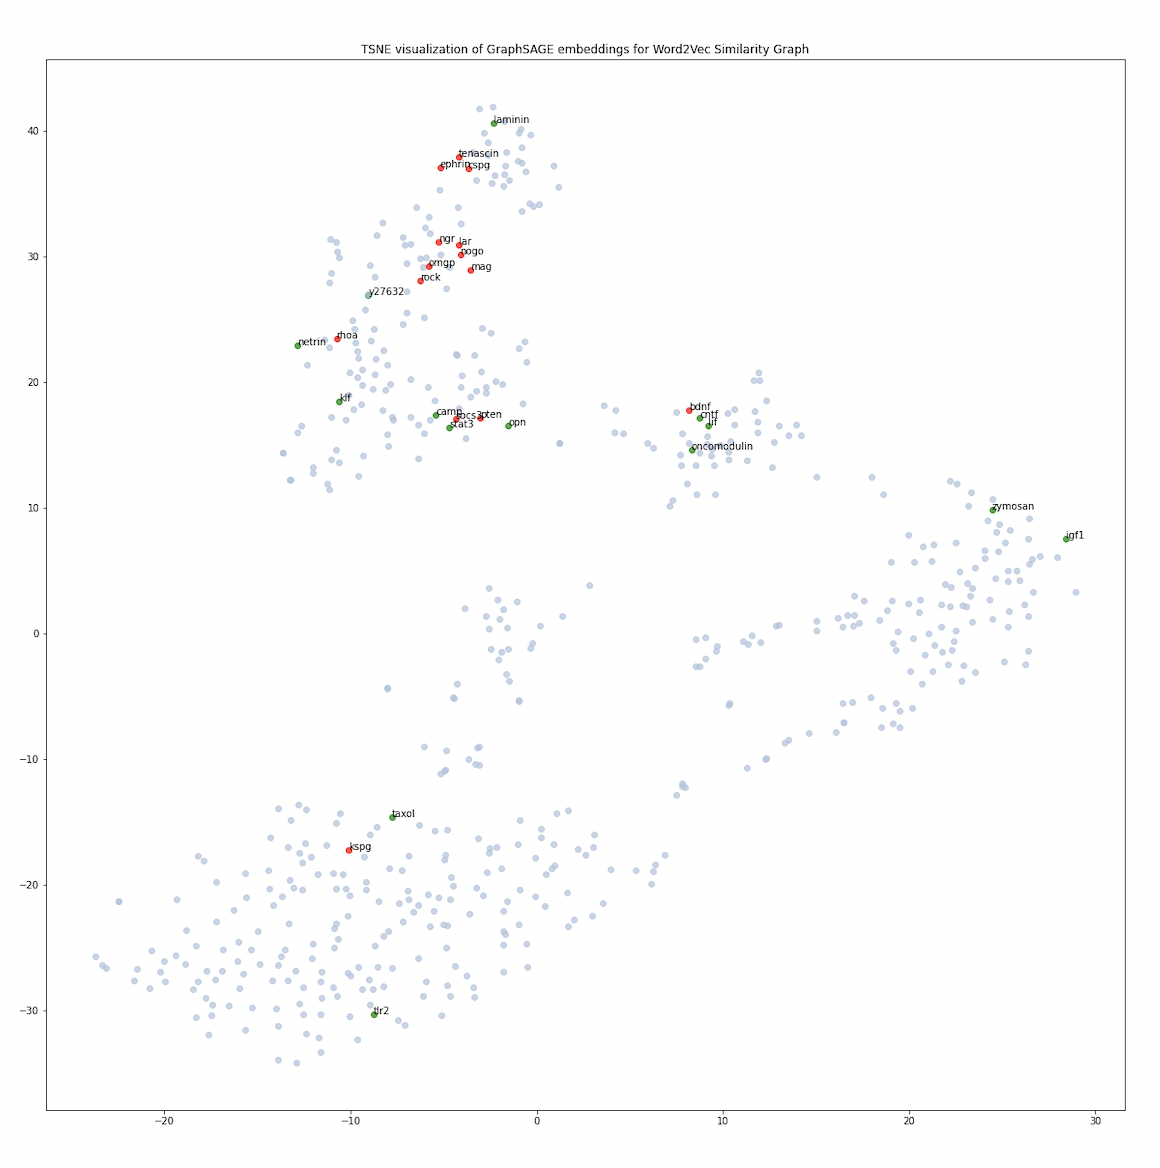 TSNE visualization of GraphSAGE embeddings for Word2Vec Similarity Graph
40
30
20
10
0
−10
−20
−30
laminin
tenascin
ephrin
cspg
ngr
lar
nogo
omgp
mag
rock
y27632
rhoa
netrin
klf
camp
socs3
pten
stat3
opn
bdnf
cntf
lif
oncomodulin
zymosan
igf1
taxol
kspg
tlr2
−20
−10
0
10
20
30